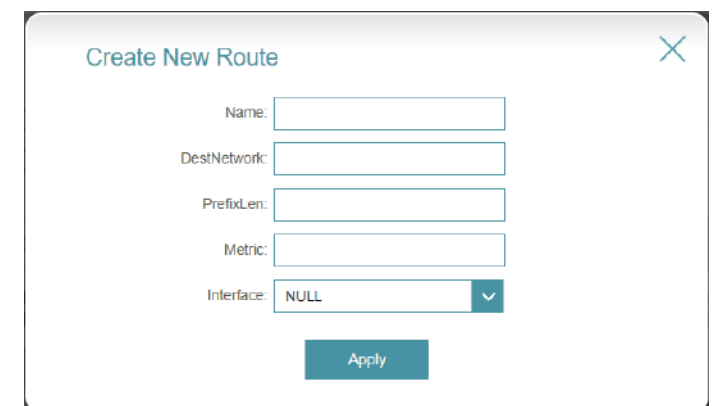 Create New Route
Name:
DestNetwork:
PrefixLen:
Metric:
Interface: NULL
Apply